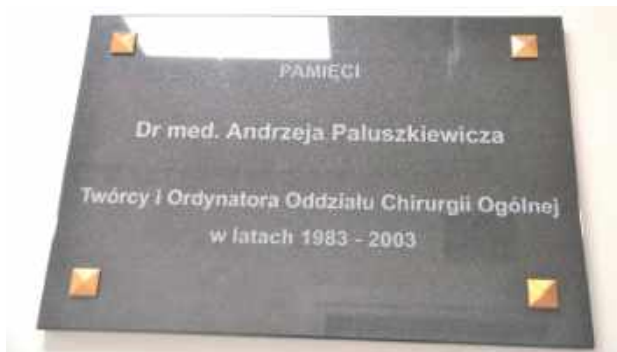 PAMIĘCI
Dr med. Andrzeja Paluszkiewicza
Twórcy i Ordynatora Oddziału Chirurgii Ogólnej
w latach 1983 - 2003